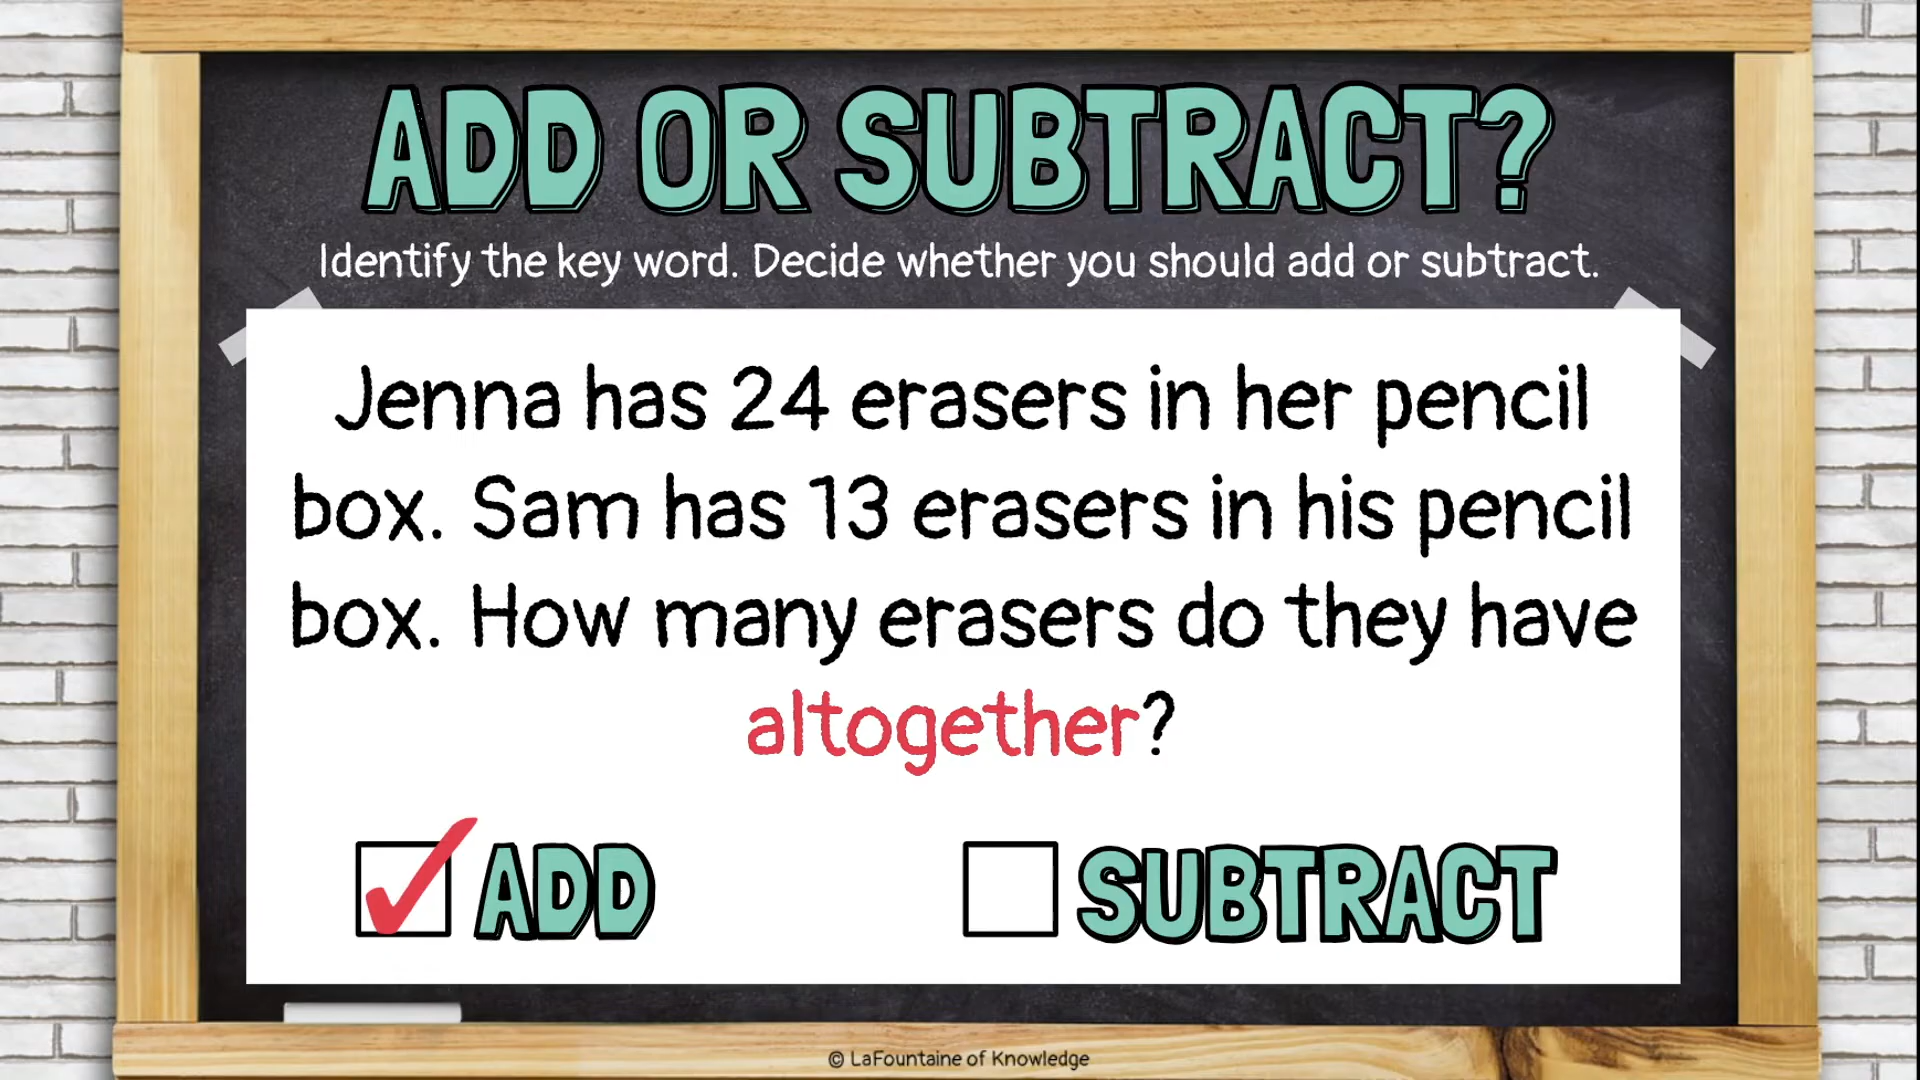 ADD OR SUBTRACT?
Identify the key word. Decide whether you should add or subtract.
Jenna has 24 erasers in her pencil
box. Sam has 13 erasers in his pencil
box. How many erasers do they have
altogether?
ADD
SUBTRACT
© LaFountaine of Knowledge